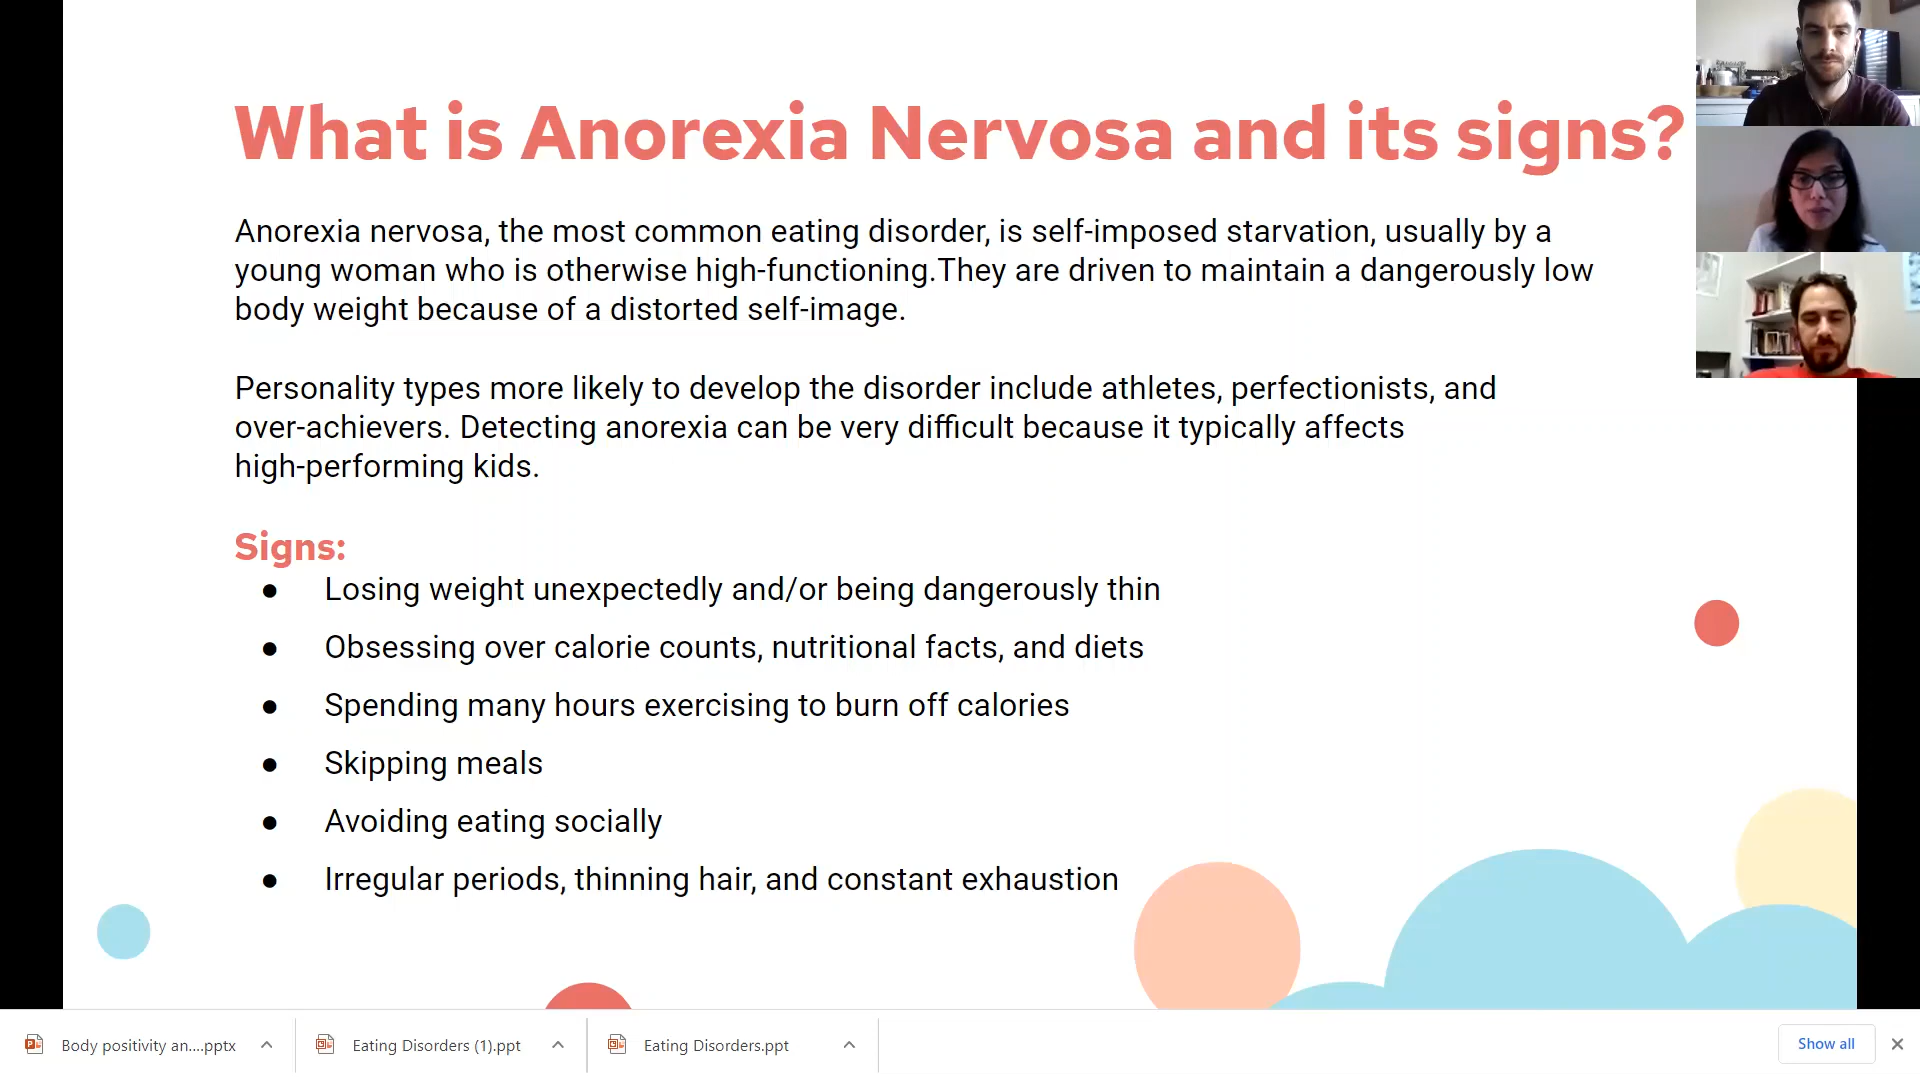 What is Anorexia Nervosa and its signs?
Anorexia nervosa, the most common eating disorder, is self-imposed starvation, usually by a
young woman who is otherwise high-functioning.They are driven to maintain a dangerously low
body weight because of a distorted self-image.
Personality types more likely to develop the disorder include athletes, perfectionists, and
over-achievers. Detecting anorexia can be very difficult because it typically affects
high-performing kids.
Signs:
● Losing weight unexpectedly and/or being dangerously thin
● Obsessing over calorie counts, nutritional facts, and diets
● Spending many hours exercising to burn off calories
● Skipping meals
● Avoiding eating socially
● Irregular periods, thinning hair, and constant exhaustion
Body positivity an....pptx
Eating Disorders (1).ppt
Eating Disorders.ppt
Show all